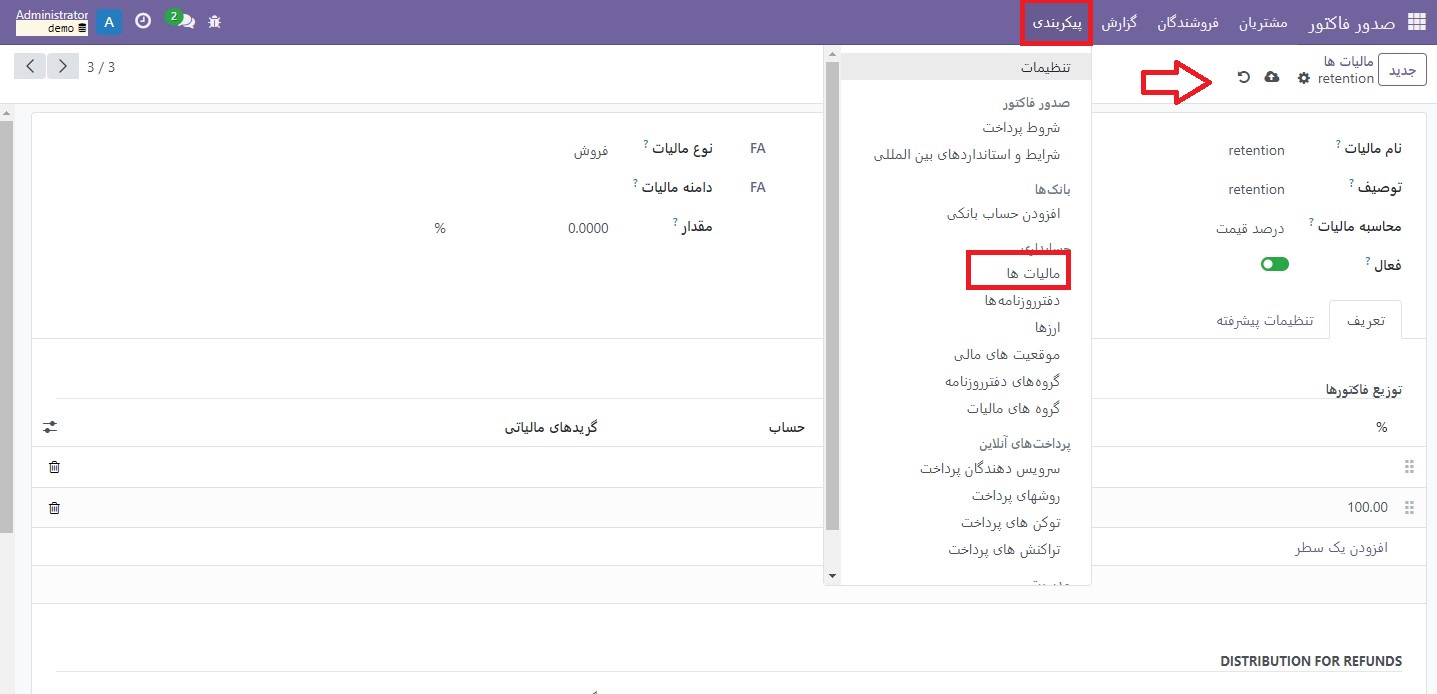 صدور فاکتور
مشتریان
فروشندگان
گزارش
پیکربندی
2
A
Administrator
demo
جدید
مالیات ها
retention
3 / 3
تنظیمات
صدور فاکتور
شروط پرداخت
شرایط و استانداردهای بین المللی
بانک‌ها
افزودن حساب بانکی
حسابداری
مالیات ها
دفترروزنامه‌ها
ارزها
موقعیت های مالی
گروه‌های دفترروزنامه
گروه های مالیات
پرداخت‌های آنلاین
سرویس دهندگان پرداخت
روشهای پرداخت
توکن های پرداخت
تراکنش های پرداخت
نام مالیات ?
retention
FA
توصیف ?
retention
FA
محاسبه مالیات ?
درصد قیمت
فعال ?
نوع مالیات ?
فروش
دامنه مالیات ?
مقدار ?
0.0000
%
تعریف
تنظیمات پیشرفته
توزیع فاکتورها
%
حساب
گریدهای مالیاتی
100.00
افزودن یک سطر
DISTRIBUTION FOR REFUNDS